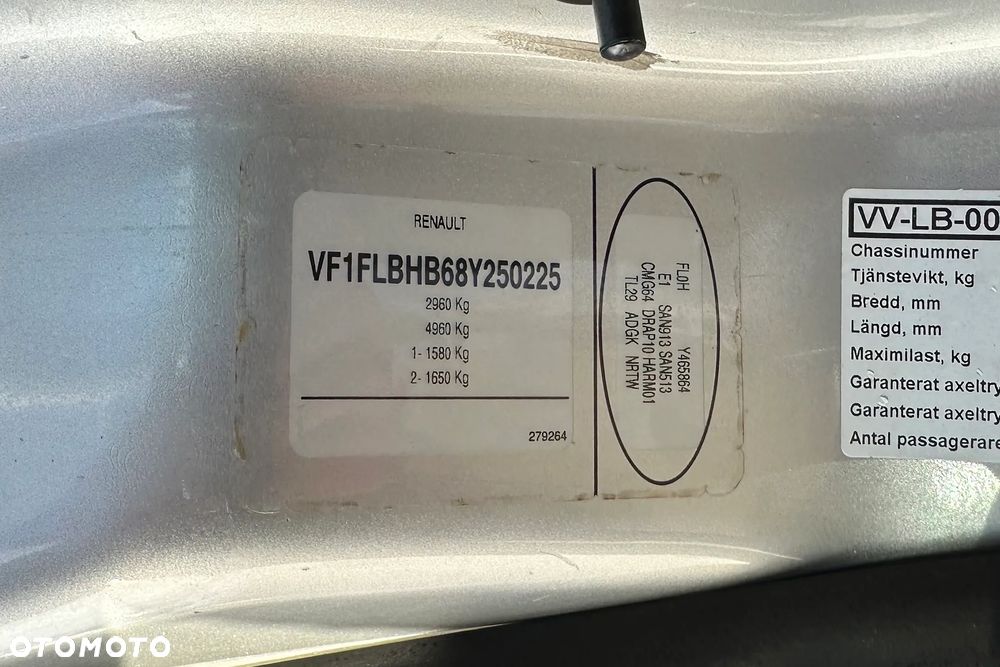 RENAULT
VF1FLBHB68Y250225
2960 Kg
4960 Kg
1- 1580 Kg
2- 1650 Kg
279264
FL0H Y465864
E1 SAN913 SAN513
CMG64 DRAP10 HARM01
TL29 ADGK NRTW
VV-LB-00
Chassinummer
Tjänstevikt, kg
Bredd, mm
Längd, mm
Maximilast, kg
Garanterat axeltry
Garanterat axeltry
Antal passagerare
OTOMOTO